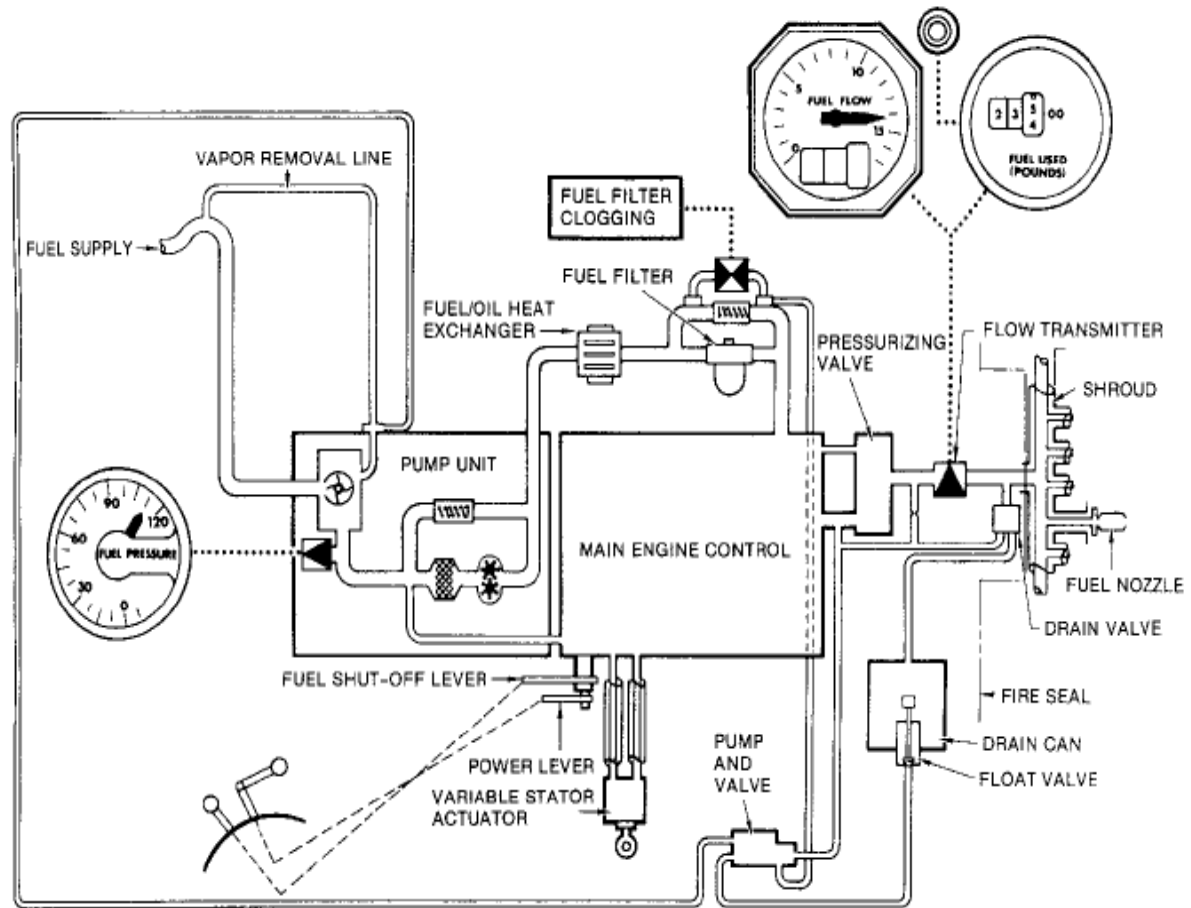 10
5
FUEL FLOW
15
0
2 3 5
4
00
FUEL USED
(POUNDS)
VAPOR REMOVAL LINE
FUEL SUPPLY
FUEL FILTER
CLOGGING
FUEL FILTER
FUEL/OIL HEAT
EXCHANGER
PRESSURIZING
VALVE
FLOW TRANSMITTER
SHROUD
PUMP UNIT
90
120
60
FUEL PRESSURE
30
0
MAIN ENGINE CONTROL
FUEL NOZZLE
DRAIN VALVE
FUEL SHUT-OFF LEVER
FIRE SEAL
POWER LEVER
PUMP
AND
VALVE
DRAIN CAN
FLOAT VALVE
VARIABLE STATOR
ACTUATOR